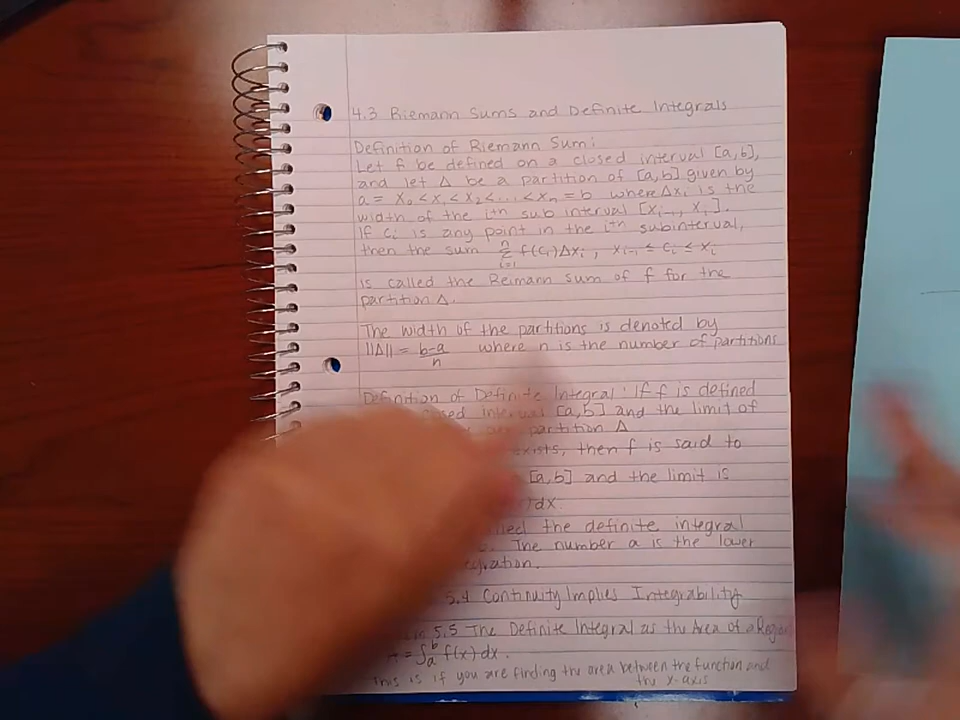 4.3 Riemann Sums and Definite Integrals
Definition of Riemann Sum:
Let f be defined on a closed interval [a,b],
and let Δ be a partition of [a,b] given by
a = x₀ < x₁ < x₂ < ... < xₙ = b where Δxᵢ is the
width of the ith sub interval [xᵢ₋₁, xᵢ].
If cᵢ is any point in the ith subinterval,
then the sum Σⁿᵢ₌₁ f(cᵢ)Δxᵢ , xᵢ₋₁ ≤ cᵢ ≤ xᵢ
is called the Reimann sum of f for the
partition Δ.
The width of the partitions is denoted by
||Δ|| = (b-a)/n where n is the number of partitions
Definition of Definite Integral: If f is defined
interval [a,b] and the limit of
partition Δ
exists, then f is said to
[a,b] and the limit is
dx.
the definite integral
The number a is the lower
5.4 Continuity Implies Integrability
5.5 The Definite Integral as the Area of a Region
= ∫ₐᵇ f(x) dx.
This is if you are finding the area between the function and
the x-axis